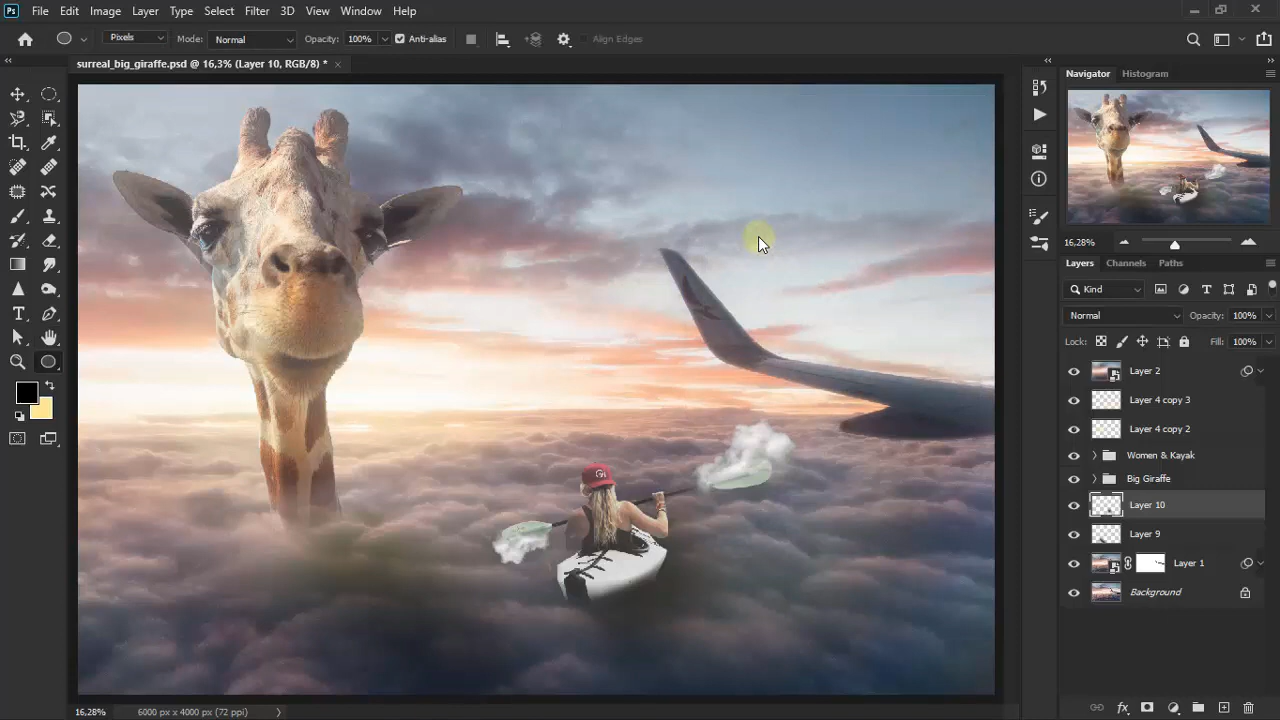 Ps File Edit Image Layer Type Select Filter 3D View Window Help
Pixels Mode: Normal Opacity: 100% Anti-alias Align Edges
surreal_big_giraffe.psd @ 16,3% (Layer 10, RGB/8) * ×
Navigator Histogram
16,28%
Layers Channels Paths
Kind
Normal Opacity: 100%
Lock: Fill: 100%
Layer 2
Layer 4 copy 3
Layer 4 copy 2
Women & Kayak
Big Giraffe
Layer 10
Layer 9
Layer 1
Background
16,28% 6000 px x 4000 px (72 ppi)